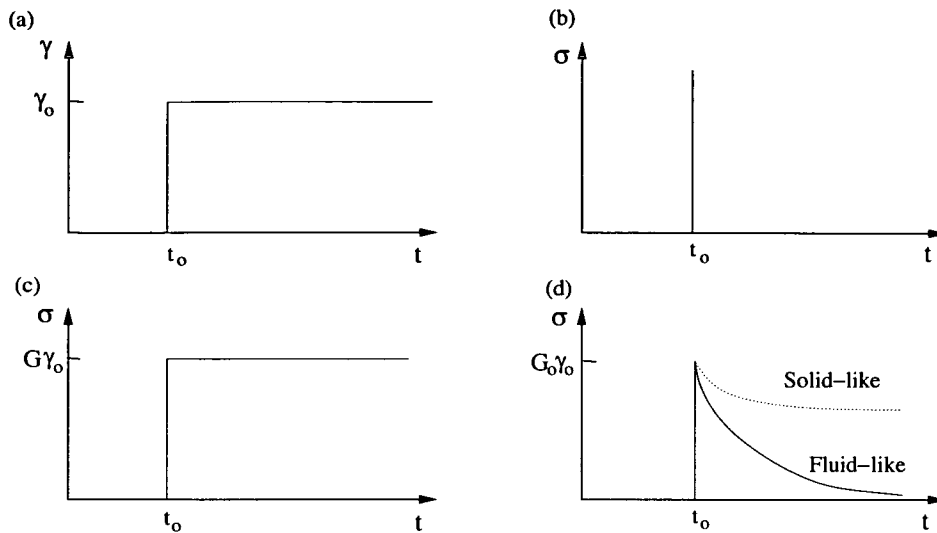 (a)
γ
γo
to
t
(b)
σ
to
t
(c)
σ
Gγo
to
t
(d)
σ
Goγo
Solid-like
Fluid-like
to
t